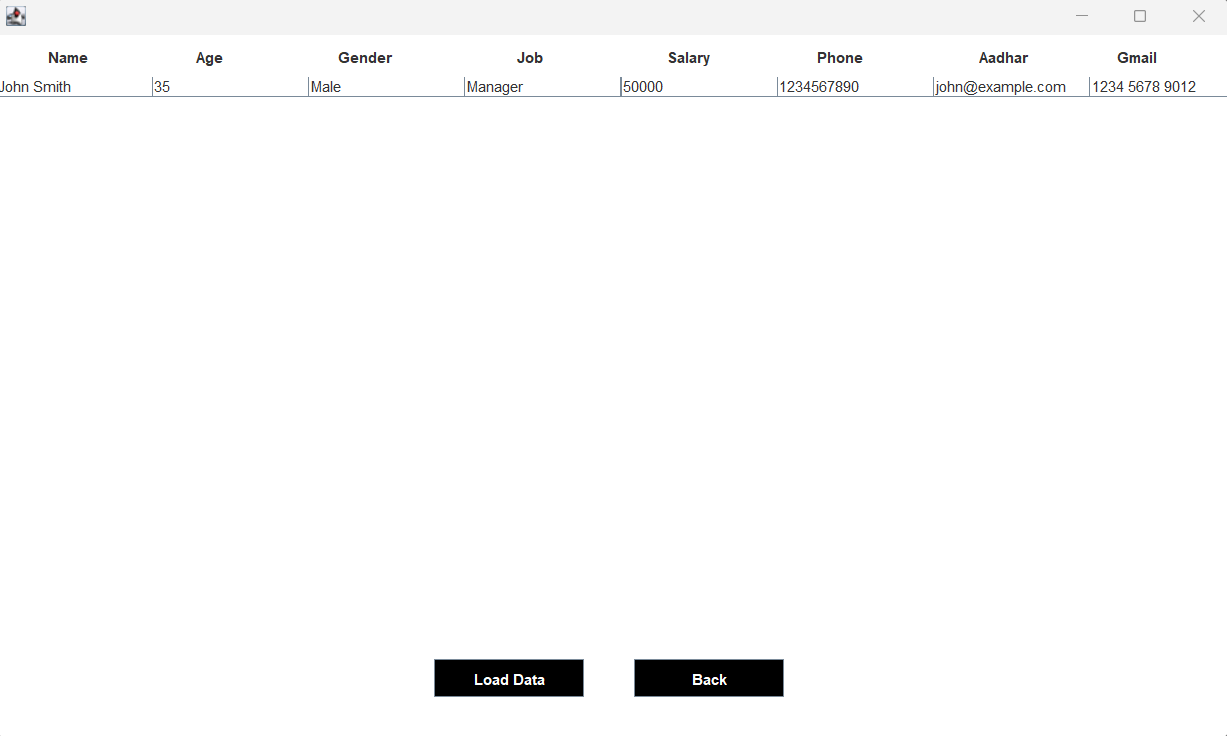 Name Age Gender Job Salary Phone Aadhar Gmail
John Smith 35 Male Manager 50000 1234567890 john@example.com 1234 5678 9012
Load Data Back